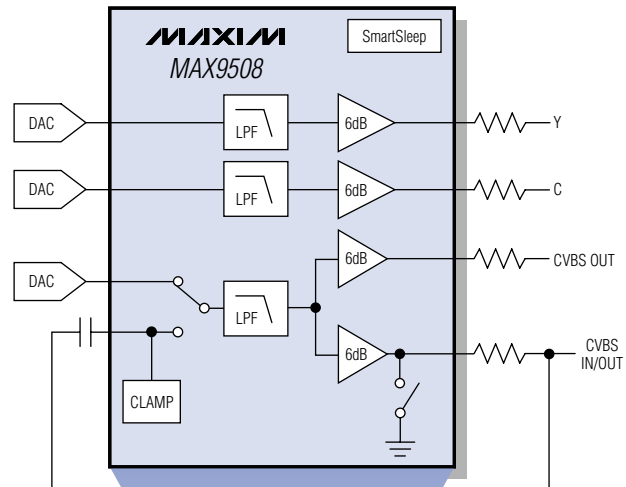 MAXIM
SmartSleep
MAX9508
DAC
LPF
6dB
Y
DAC
LPF
6dB
C
DAC
LPF
6dB
CVBS OUT
6dB
CVBS
IN/OUT
CLAMP